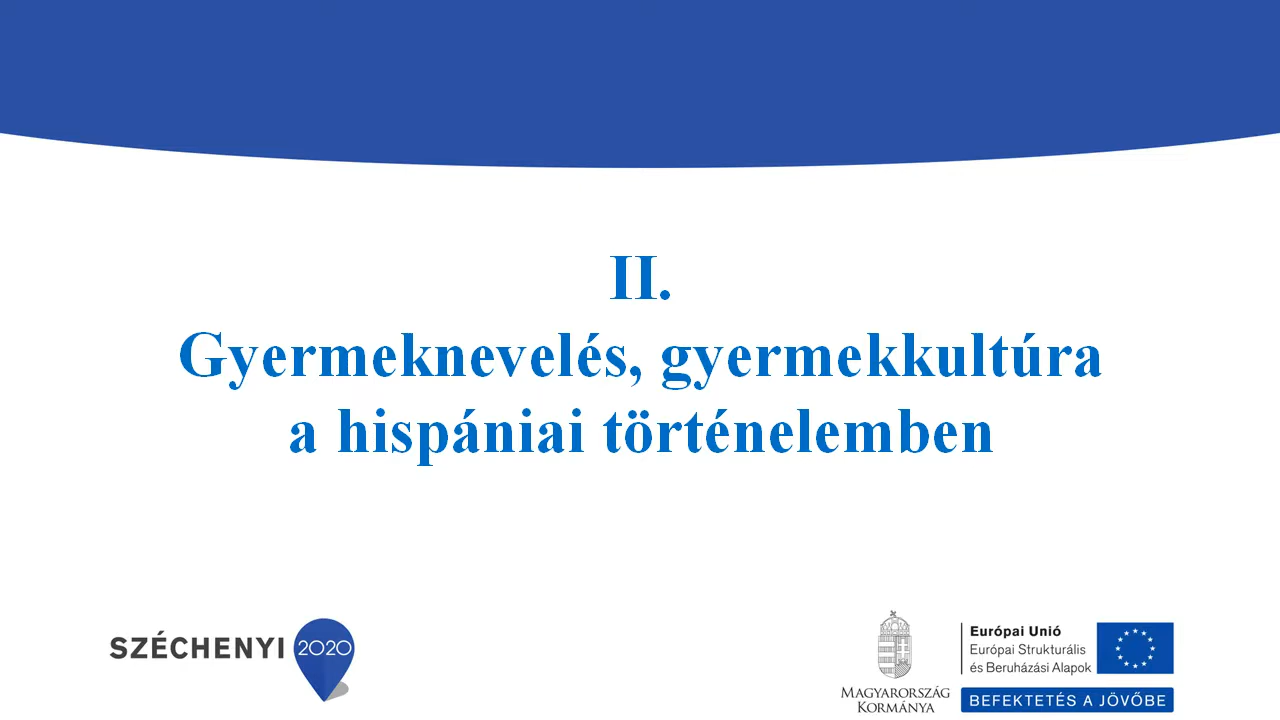 II.
Gyermeknevelés, gyermekkultúra
a hispániai történelemben
SZÉCHENYI 2020
MAGYARORSZÁG
KORMÁNYA
Európai Unió
Európai Strukturális
és Beruházási Alapok
BEFEKTETÉS A JÖVŐBE